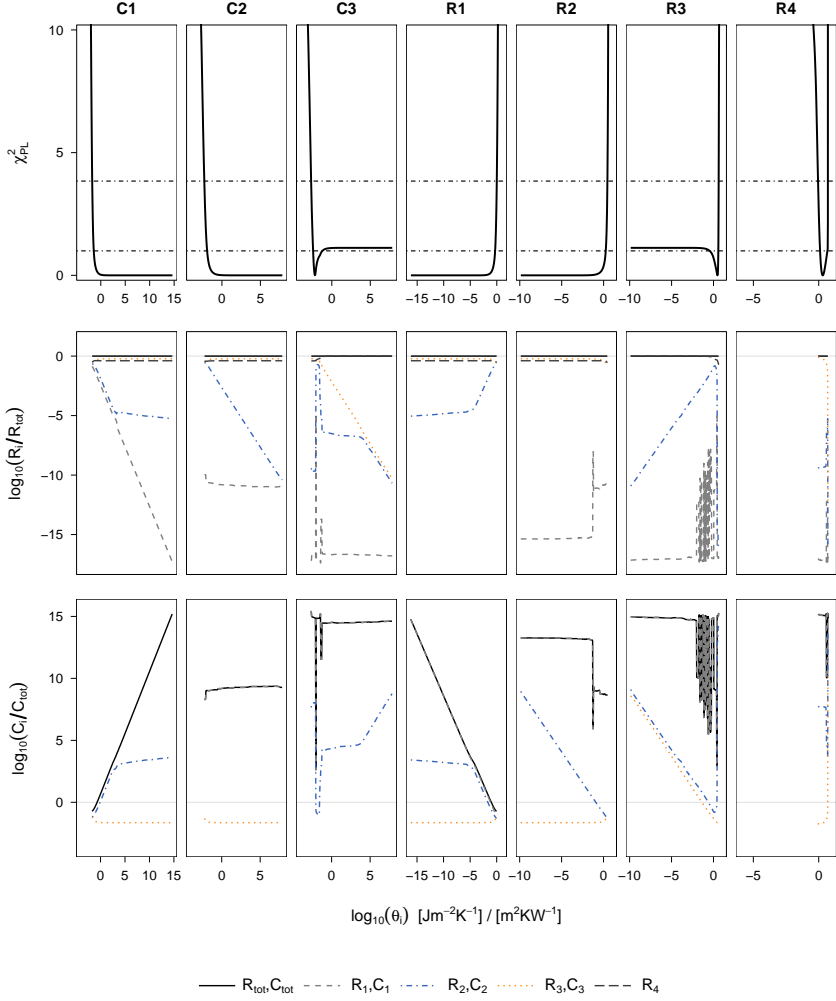 C1 C2 C3 R1 R2 R3 R4
10
5
0
χ²PL
0 5 10 15 0 5 0 5 −15 −10 −5 0 −10 −5 0 −10 −5 0 −5 0
0
−5
−10
−15
log₁₀(Rᵢ/Rtot)
15
10
5
0
log₁₀(Cᵢ/Ctot)
0 5 10 15 0 5 0 5 −15 −10 −5 0 −10 −5 0 −10 −5 0 −5 0
log₁₀(θᵢ) [Jm⁻²K⁻¹] / [m²KW⁻¹]
Rtot,Ctot R₁,C₁ R₂,C₂ R₃,C₃ R₄